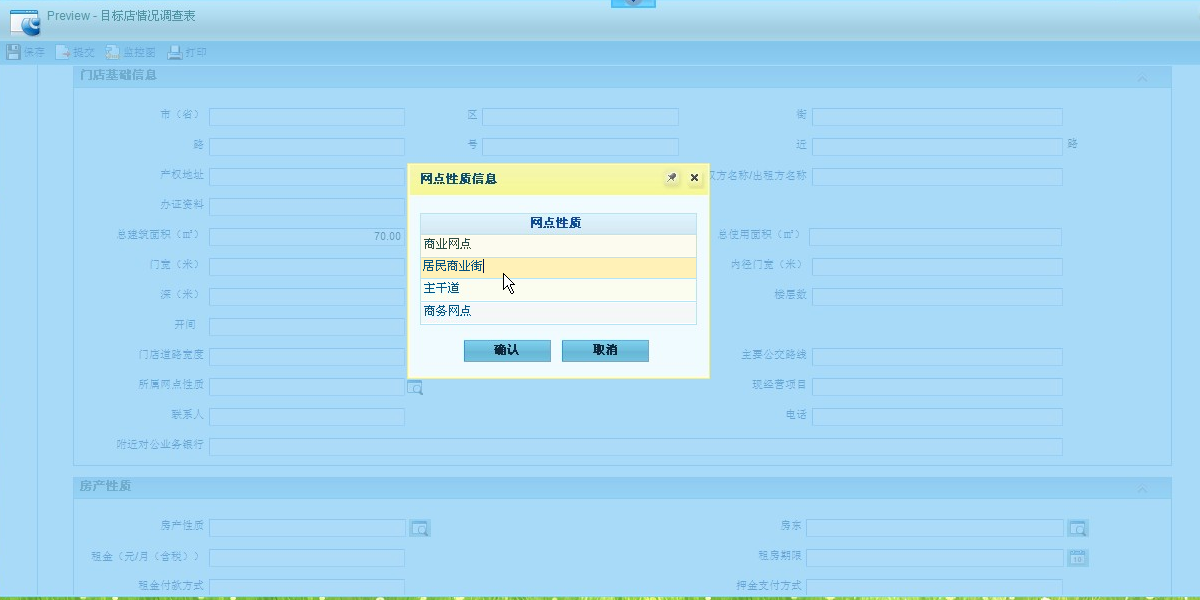 Preview - 目标店情况调查表
保存 提交 监控图 打印
门店基础信息
市（省） 区 街
路 号 近 路
产权地址 权方名称/出租方名称
办证资料
总建筑面积（㎡） 70.00 总使用面积（㎡）
门宽（米） 内径门宽（米）
深（米） 楼层数
开间
门店道路宽度 主要公交路线
所属网点性质 现经营项目
联系人 电话
附近对公业务银行
网点性质信息
网点性质
商业网点
居民商业街
主干道
商务网点
确认 取消
房产性质
房产性质 房东
租金（元/月（含税）） 租房期限
租金付款方式 押金支付方式